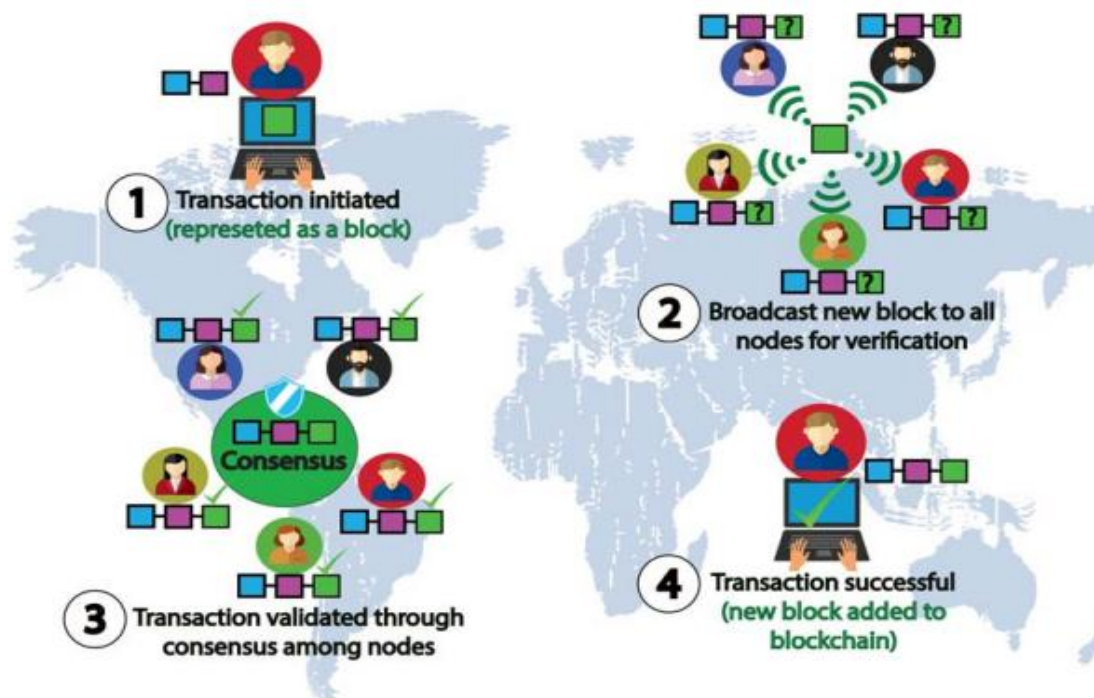 1
Transaction initiated
(represeted as a block)
? ?
? ?
?
2
Broadcast new block to all
nodes for verification
Consensus
3
Transaction validated through
consensus among nodes
4
Transaction successful
(new block added to
blockchain)